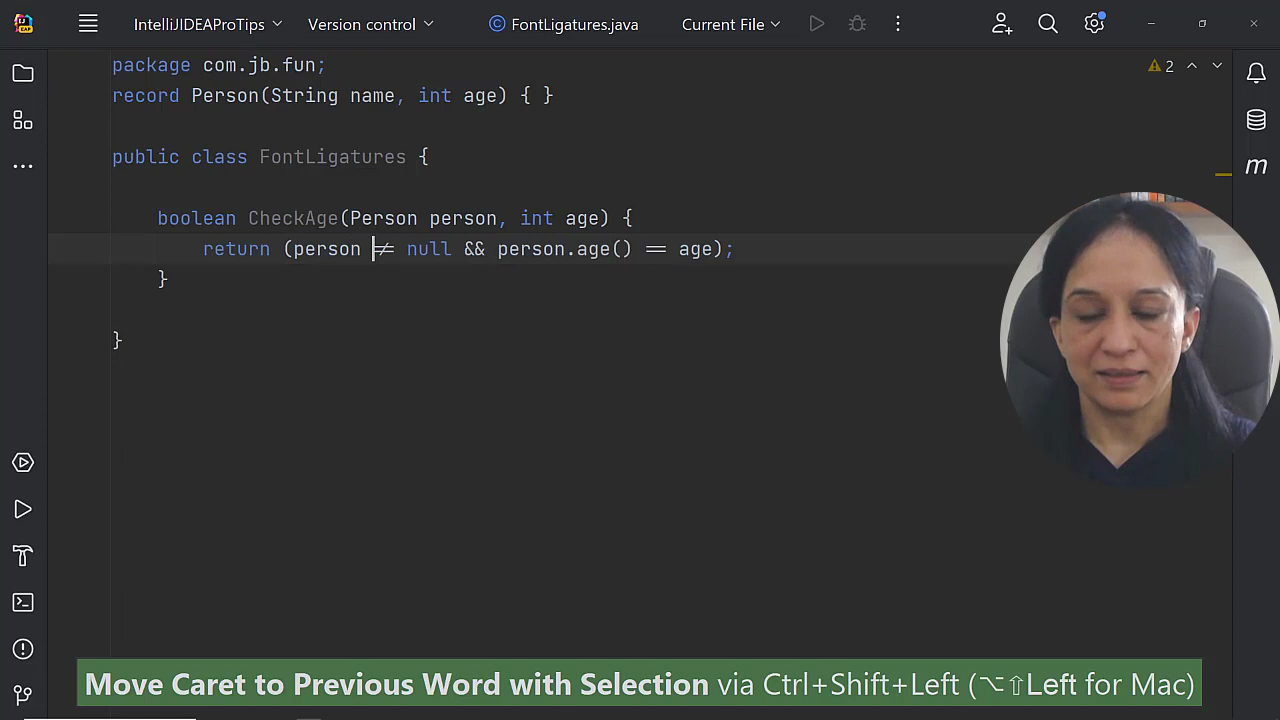 IntelliJIDEAProTips Version control FontLigatures.java Current File
package com.jb.fun;
2
record Person(String name, int age) { }
public class FontLigatures {
boolean CheckAge(Person person, int age) {
return (person ≠ null && person.age() == age);
}
}
m
Move Caret to Previous Word with Selection via Ctrl+Shift+Left (⌥⇧Left for Mac)